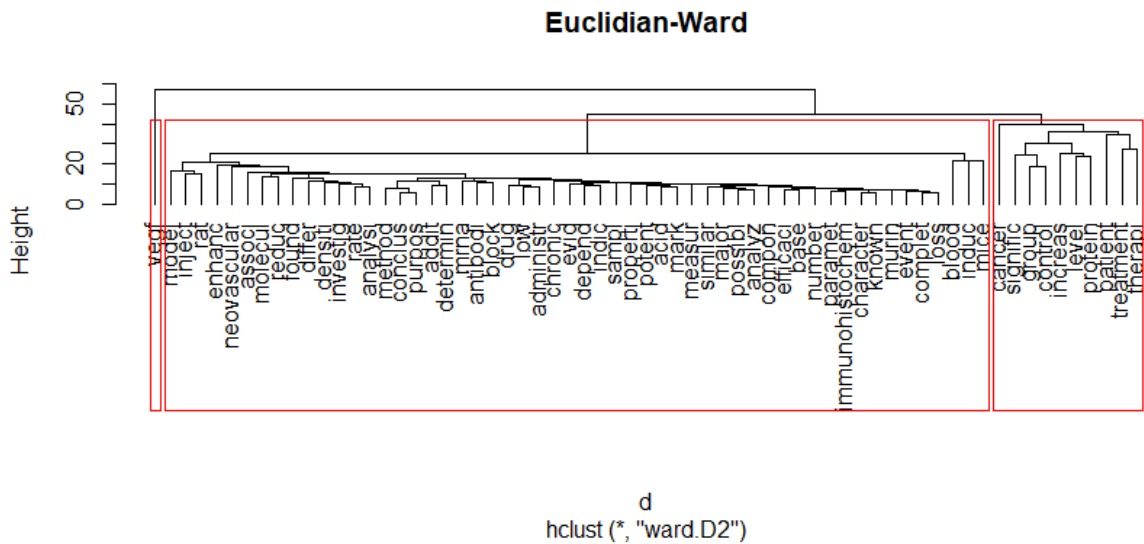 Euclidian-Ward
Height
0
20
50
vegf
model
inject
rat
enhanc
neovascular
associ
molecul
reduc
found
differ
densiti
investig
rate
analyst
method
conclus
purpos
addit
determin
mrna
antibodi
block
drug
low
administr
chronic
evid
depend
indic
sampl
properti
potent
acid
mark
measur
similar
major
possibl
analyz
compon
efficaci
base
number
paramet
immunohistochem
character
known
murin
event
complet
loss
blood
induc
mice
cancer
signific
group
control
increas
level
protein
patient
treatment
therapi
d
hclust (*, "ward.D2")